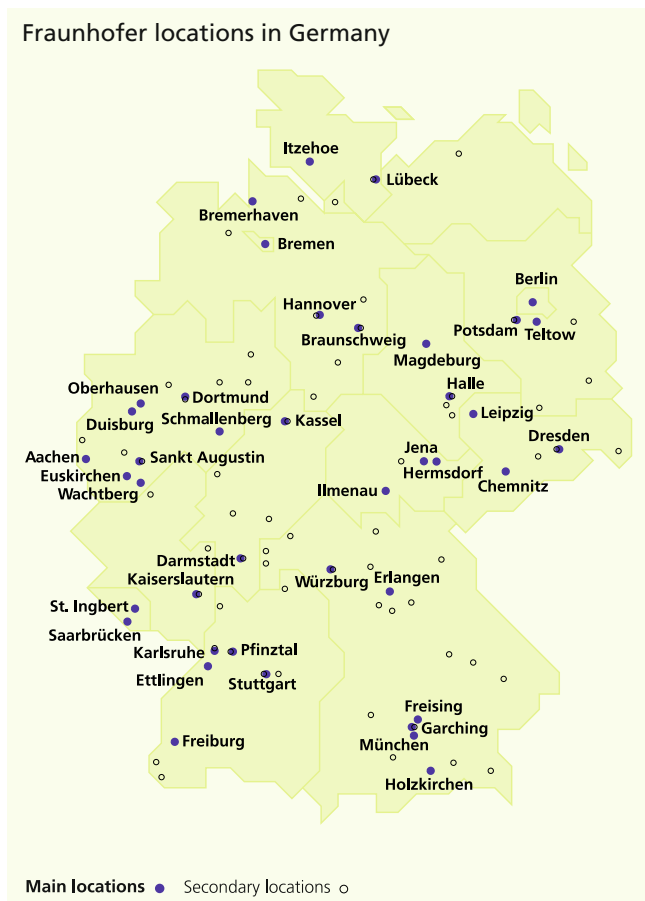 Fraunhofer locations in Germany
Itzehoe
Lübeck
Bremerhaven
Bremen
Berlin
Hannover
Potsdam
Teltow
Braunschweig
Magdeburg
Oberhausen
Dortmund
Halle
Duisburg
Schmallenberg
Kassel
Leipzig
Dresden
Aachen
Sankt Augustin
Jena
Euskirchen
Hermsdorf
Chemnitz
Wachtberg
Ilmenau
Darmstadt
Kaiserslautern
Würzburg
Erlangen
St. Ingbert
Saarbrücken
Karlsruhe
Pfinztal
Ettlingen
Stuttgart
Freising
Garching
Freiburg
München
Holzkirchen
Main locations
Secondary locations